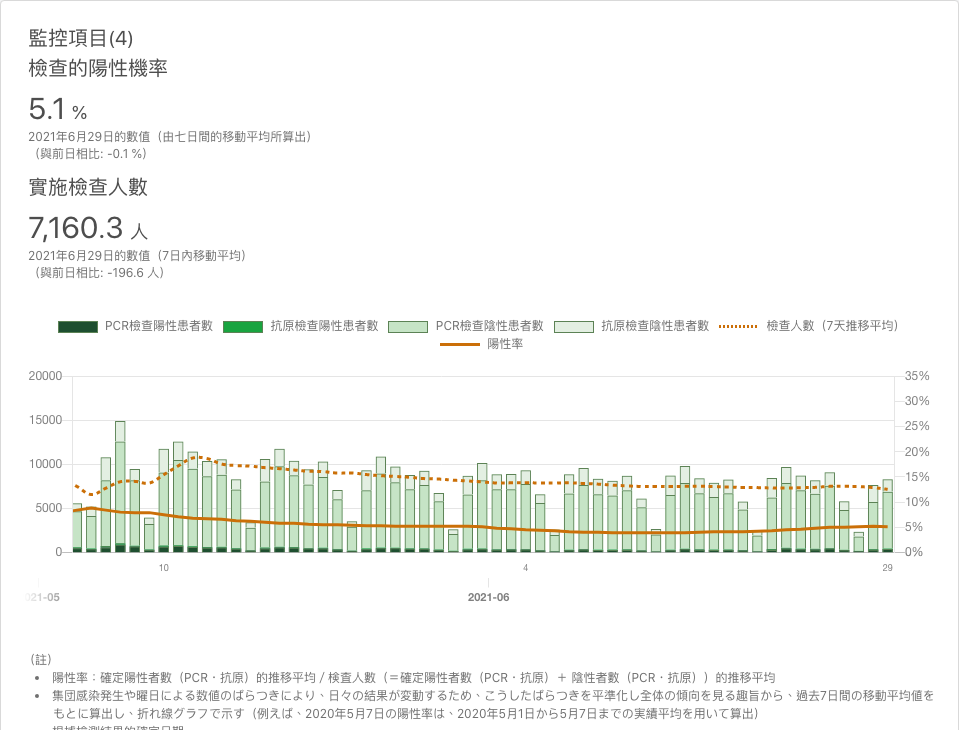 監控項目(4)
檢查的陽性機率
5.1 %
2021年6月29日的數值（由七日間的移動平均所算出）
（與前日相比: -0.1 %）
實施檢查人數
7,160.3 人
2021年6月29日的數值（7日內移動平均）
（與前日相比: -196.6 人）
PCR檢查陽性患者數 抗原檢查陽性患者數 PCR檢查陰性患者數 抗原檢查陰性患者數 檢查人數（7天推移平均）
陽性率
20000 35%
30%
15000 25%
20%
10000 15%
5000 10%
5%
0 0%
10 4 29
021-05 2021-06
（註）
陽性率：確定陽性者數（PCR・抗原）的推移平均 / 検査人數（＝確定陽性者數（PCR・抗原）＋ 陰性者數（PCR・抗原））的推移平均
集団感染発生や曜日による数値のばらつきにより、日々の結果が変動するため、こうしたばらつきを平準化し全体の傾向を見る趣旨から、過去7日間の移動平均値を
もとに算出し、折れ線グラフで示す（例えば、2020年5月7日の陽性率は、2020年5月1日から5月7日までの実績平均を用いて算出）